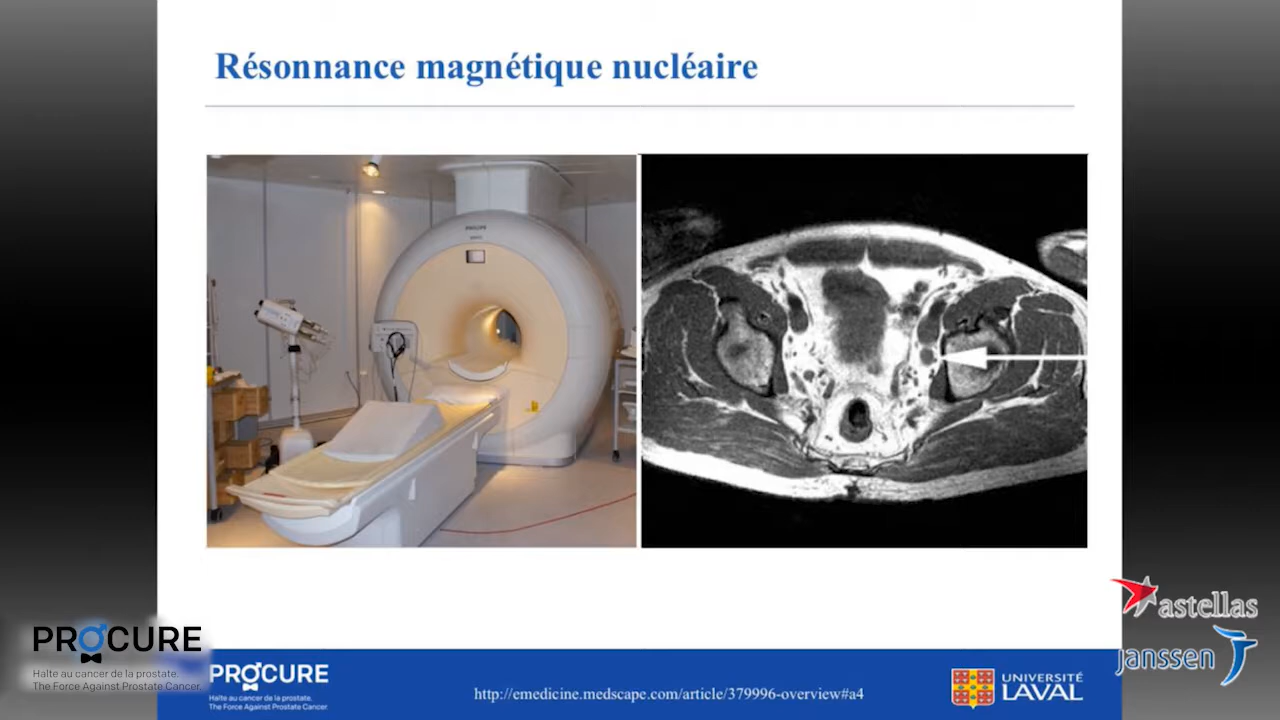 Résonnance magnétique nucléaire
PHILIPS
astellas
janssen
PROCURE
Halte au cancer de la prostate.
The Force Against Prostate Cancer.
PROCURE
Halte au cancer de la prostate.
The Force Against Prostate Cancer.
http://emedicine.medscape.com/article/379996-overview#a4
UNIVERSITÉ
LAVAL